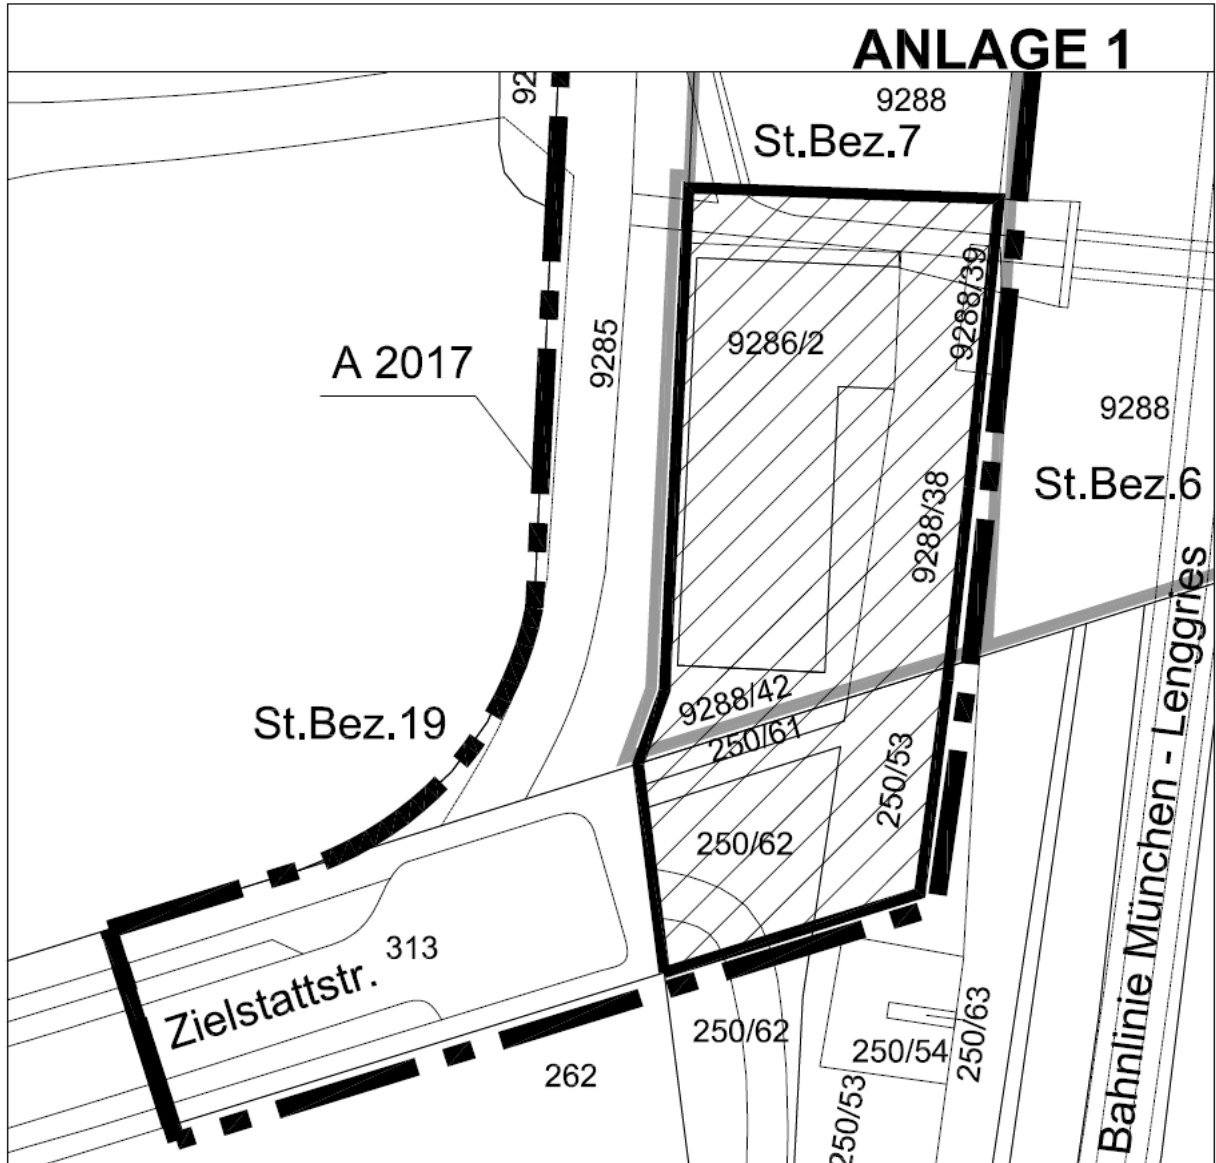 ANLAGE 1
92
9288
St.Bez.7
9288/39
9286/2
9285
A 2017
9288
St.Bez.6
9288/38
9288/42
St.Bez.19
250/61
250/53
250/62
313
Zielstattstr.
250/62
250/54
250/63
262
250/53
Bahnlinie München - Lenggries